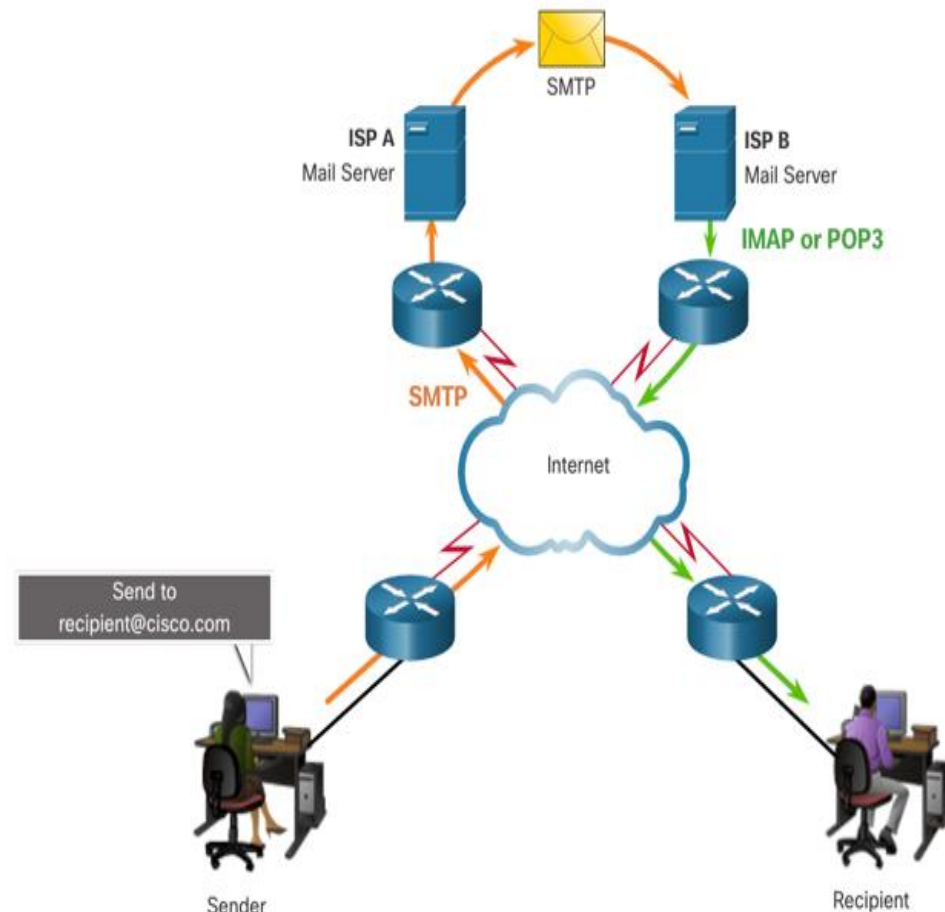 SMTP
ISP A
Mail Server
ISP B
Mail Server
IMAP or POP3
SMTP
Internet
Send to
recipient@cisco.com
Sender
Recipient